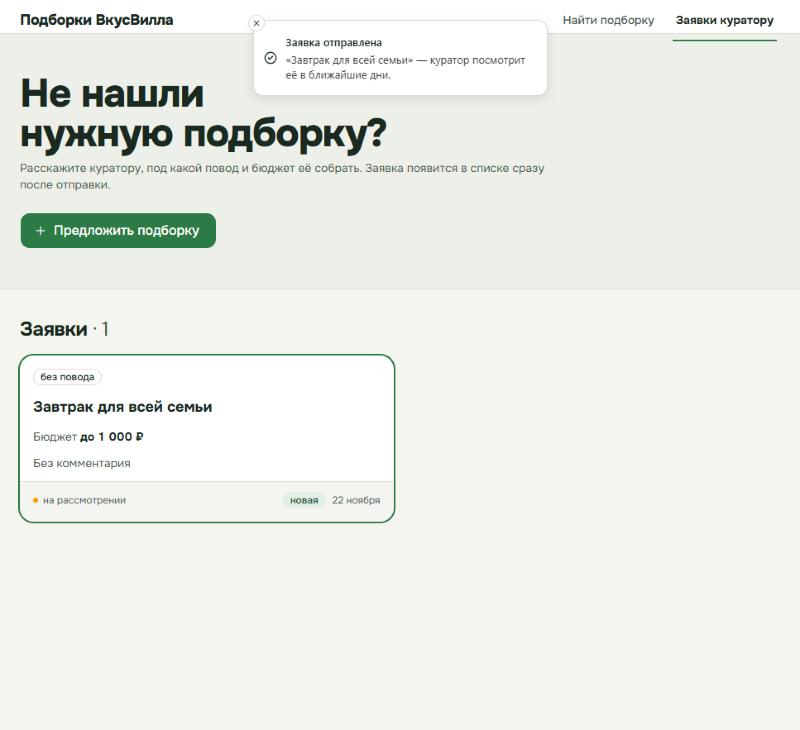 Подборки ВкусВилла
Найти подборку
Заявки куратору
Заявка отправлена
«Завтрак для всей семьи» — куратор посмотрит
её в ближайшие дни.
Не нашли
нужную подборку?
Расскажите куратору, под какой повод и бюджет её собрать. Заявка появится в списке сразу
после отправки.
+ Предложить подборку
Заявки · 1
без повода
Завтрак для всей семьи
Бюджет до 1 000 ₽
Без комментария
на рассмотрении
новая
22 ноября